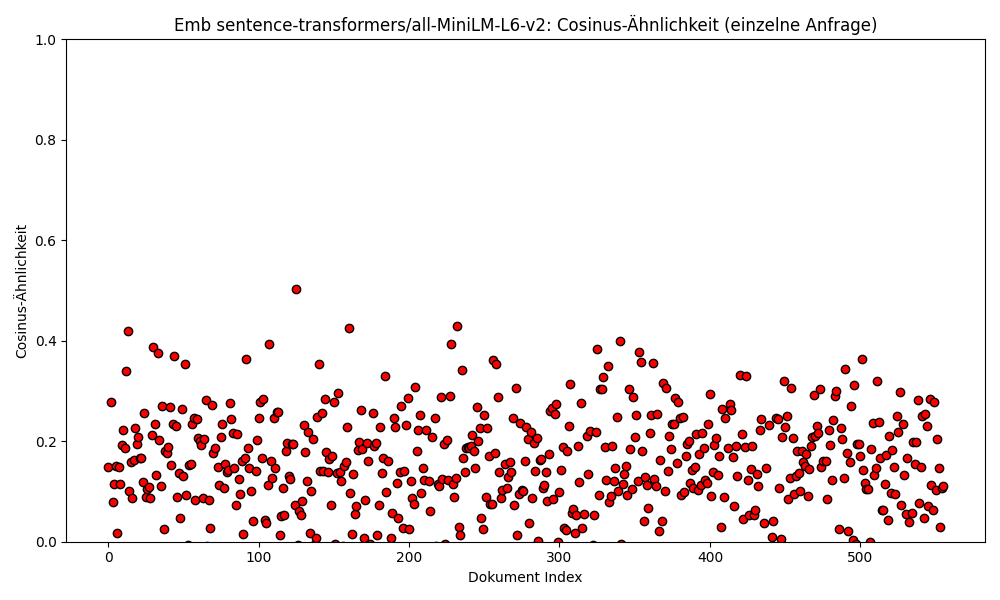 Emb sentence-transformers/all-MiniLM-L6-v2: Cosinus-Ähnlichkeit (einzelne Anfrage)
1.0
0.8
0.6
0.4
0.2
0.0
Cosinus-Ähnlichkeit
0 100 200 300 400 500
Dokument Index